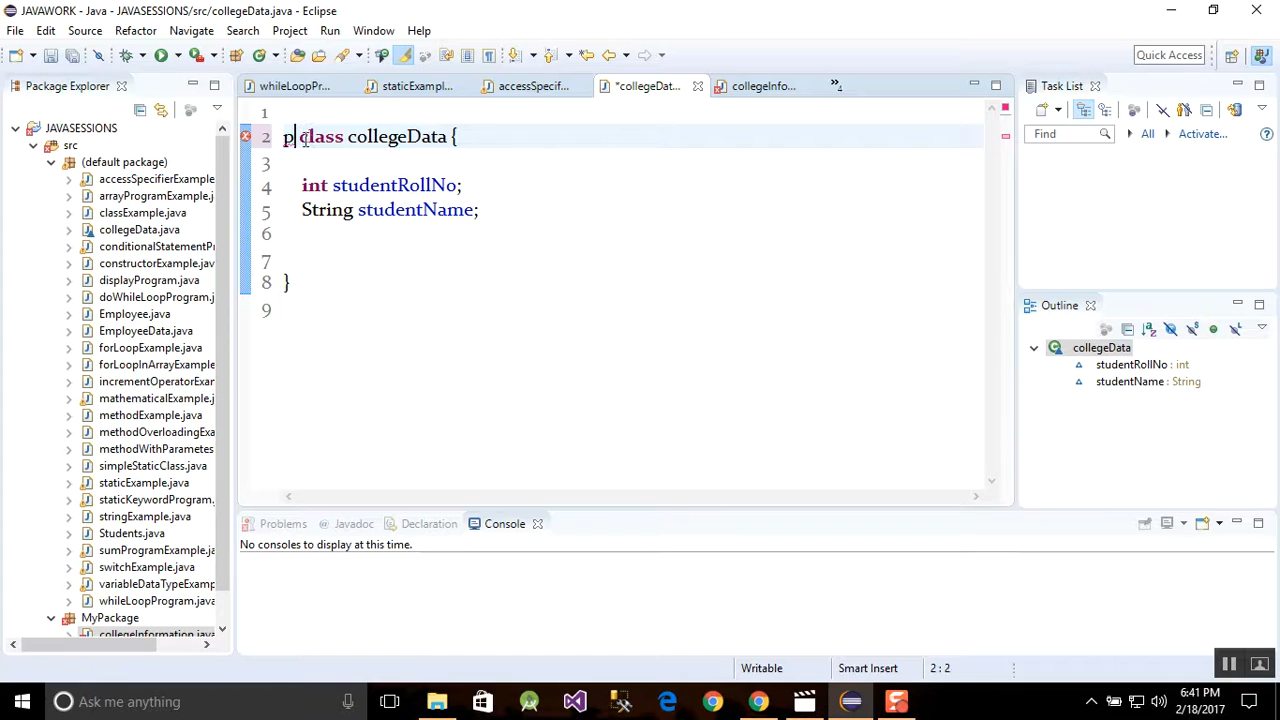 JAVAWORK - Java - JAVASESSIONS/src/collegeData.java - Eclipse
File Edit Source Refactor Navigate Search Project Run Window Help
Quick Access
Package Explorer
JAVASESSIONS
src
(default package)
accessSpecifierExample
arrayProgramExample.j
classExample.java
collegeData.java
conditionalStatementPr
constructorExample.jav
displayProgram.java
doWhileLoopProgram.j
Employee.java
EmployeeData.java
forLoopExample.java
forLoopInArrayExample
incrementOperatorExar
mathematicalExample.j
methodExample.java
methodOverloadingExa
methodWithParametes
simpleStaticClass.java
staticExample.java
staticKeywordProgram.
stringExample.java
Students.java
sumProgramExample.ja
switchExample.java
variableDataTypeExamp
whileLoopProgram.java
MyPackage
collegeInformation.java
whileLoopPr... staticExampl... accessSpecif... *collegeDat... collegeInfo... »4
1
2 p class collegeData {
3
4 int studentRollNo;
5 String studentName;
6
7
8 }
9
Problems Javadoc Declaration Console
No consoles to display at this time.
Task List
Find All Activate...
Outline
collegeData
studentRollNo : int
studentName : String
Writable Smart Insert 2 : 2
Ask me anything
6:41 PM
2/18/2017